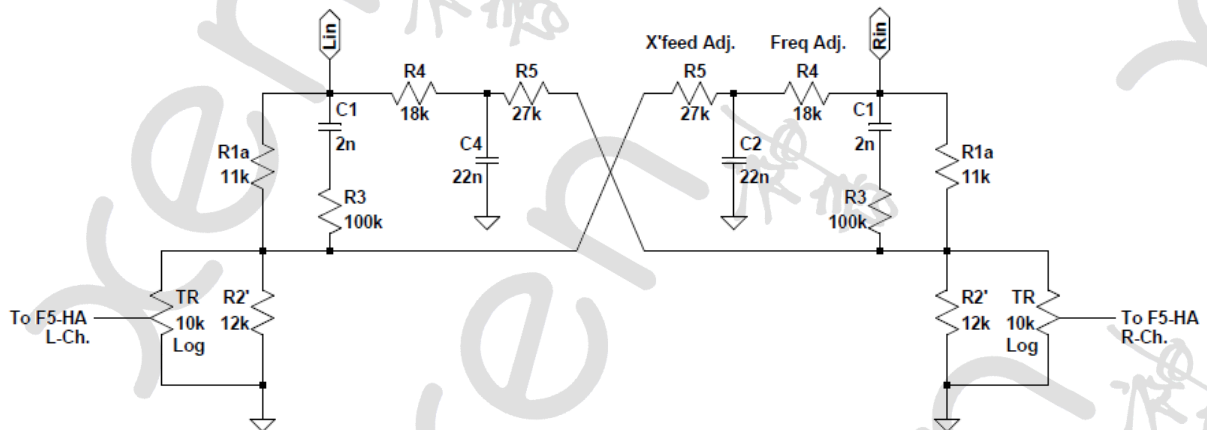 Lin
X'feed Adj.
Freq Adj.
Rin
R4
18k
R5
27k
R5
27k
R4
18k
C1
2n
C4
22n
C2
22n
C1
2n
R1a
11k
R1a
11k
R3
100k
R3
100k
To F5-HA
L-Ch.
TR
10k
Log
R2'
12k
R2'
12k
TR
10k
Log
To F5-HA
R-Ch.
xen